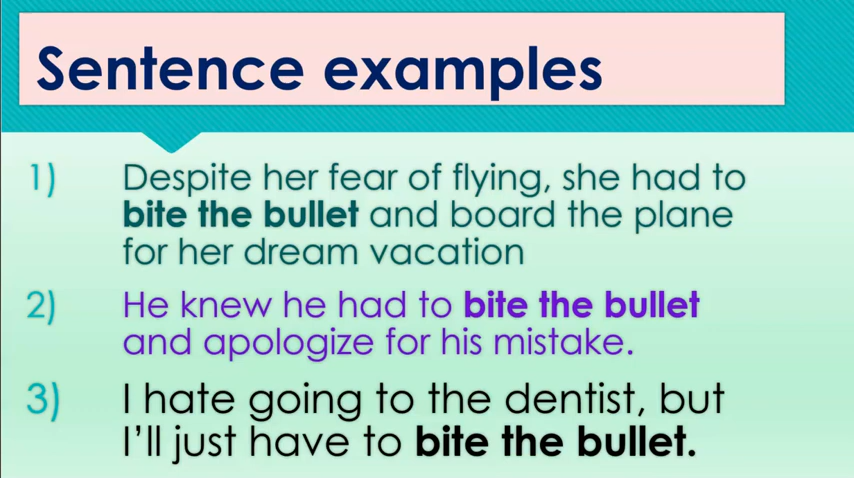 Sentence examples
1) Despite her fear of flying, she had to
bite the bullet and board the plane
for her dream vacation
2) He knew he had to bite the bullet
and apologize for his mistake.
3) I hate going to the dentist, but
I'll just have to bite the bullet.